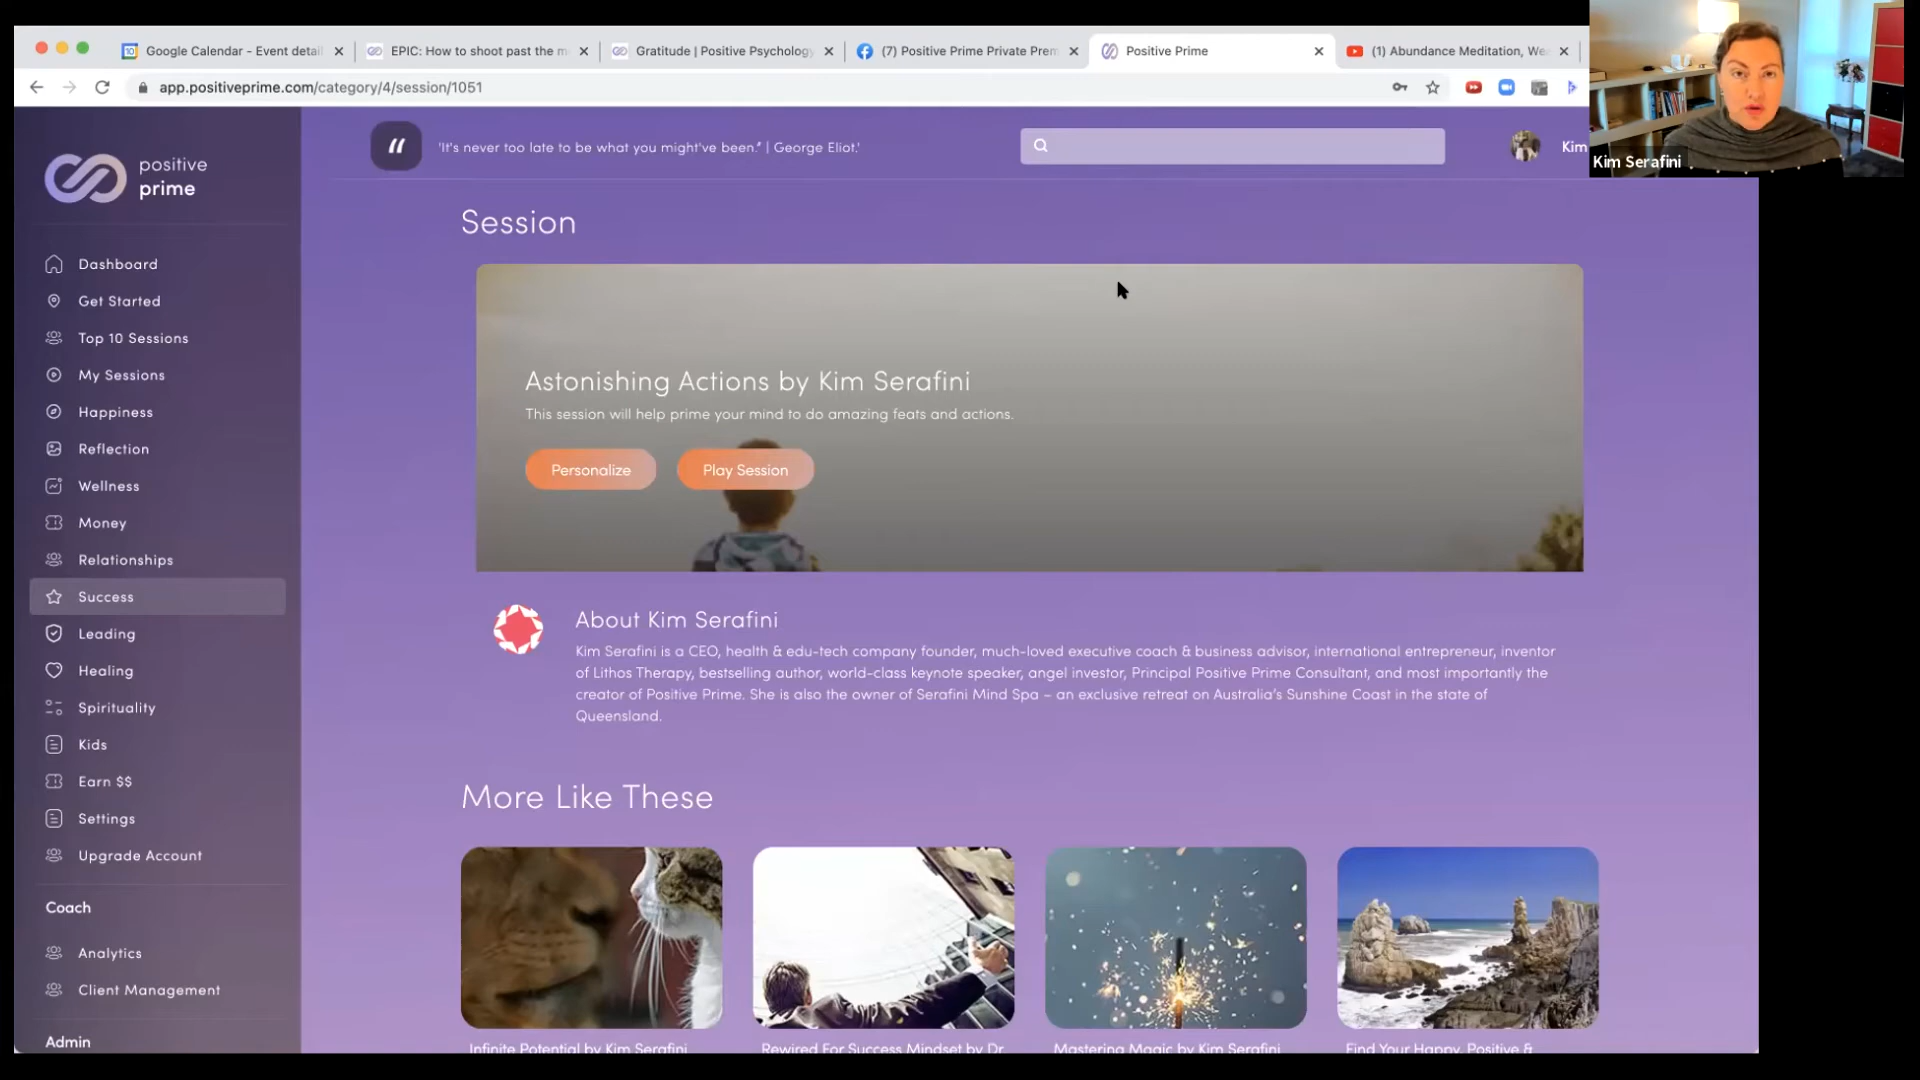 Google Calendar - Event detai
EPIC: How to shoot past the m
Gratitude | Positive Psychology
(7) Positive Prime Private Prem
Positive Prime
(1) Abundance Meditation, We
app.positiveprime.com/category/4/session/1051
positive
prime
“
'It's never too late to be what you might've been.” | George Eliot.'
Kim
Kim Serafini
Dashboard
Get Started
Top 10 Sessions
My Sessions
Happiness
Reflection
Wellness
Money
Relationships
Success
Leading
Healing
Spirituality
Kids
Earn $$
Settings
Upgrade Account
Coach
Analytics
Client Management
Admin
Session
Astonishing Actions by Kim Serafini
This session will help prime your mind to do amazing feats and actions.
Personalize
Play Session
About Kim Serafini
Kim Serafini is a CEO, health & edu-tech company founder, much-loved executive coach & business advisor, international entrepreneur, inventor
of Lithos Therapy, bestselling author, world-class keynote speaker, angel investor, Principal Positive Prime Consultant, and most importantly the
creator of Positive Prime. She is also the owner of Serafini Mind Spa – an exclusive retreat on Australia's Sunshine Coast in the state of
Queensland.
More Like These
Infinite Potential by Kim Serafini
Rewired For Success Mindset by Dr
Mastering Magic by Kim Serafini
Find Your Happy, Positive &